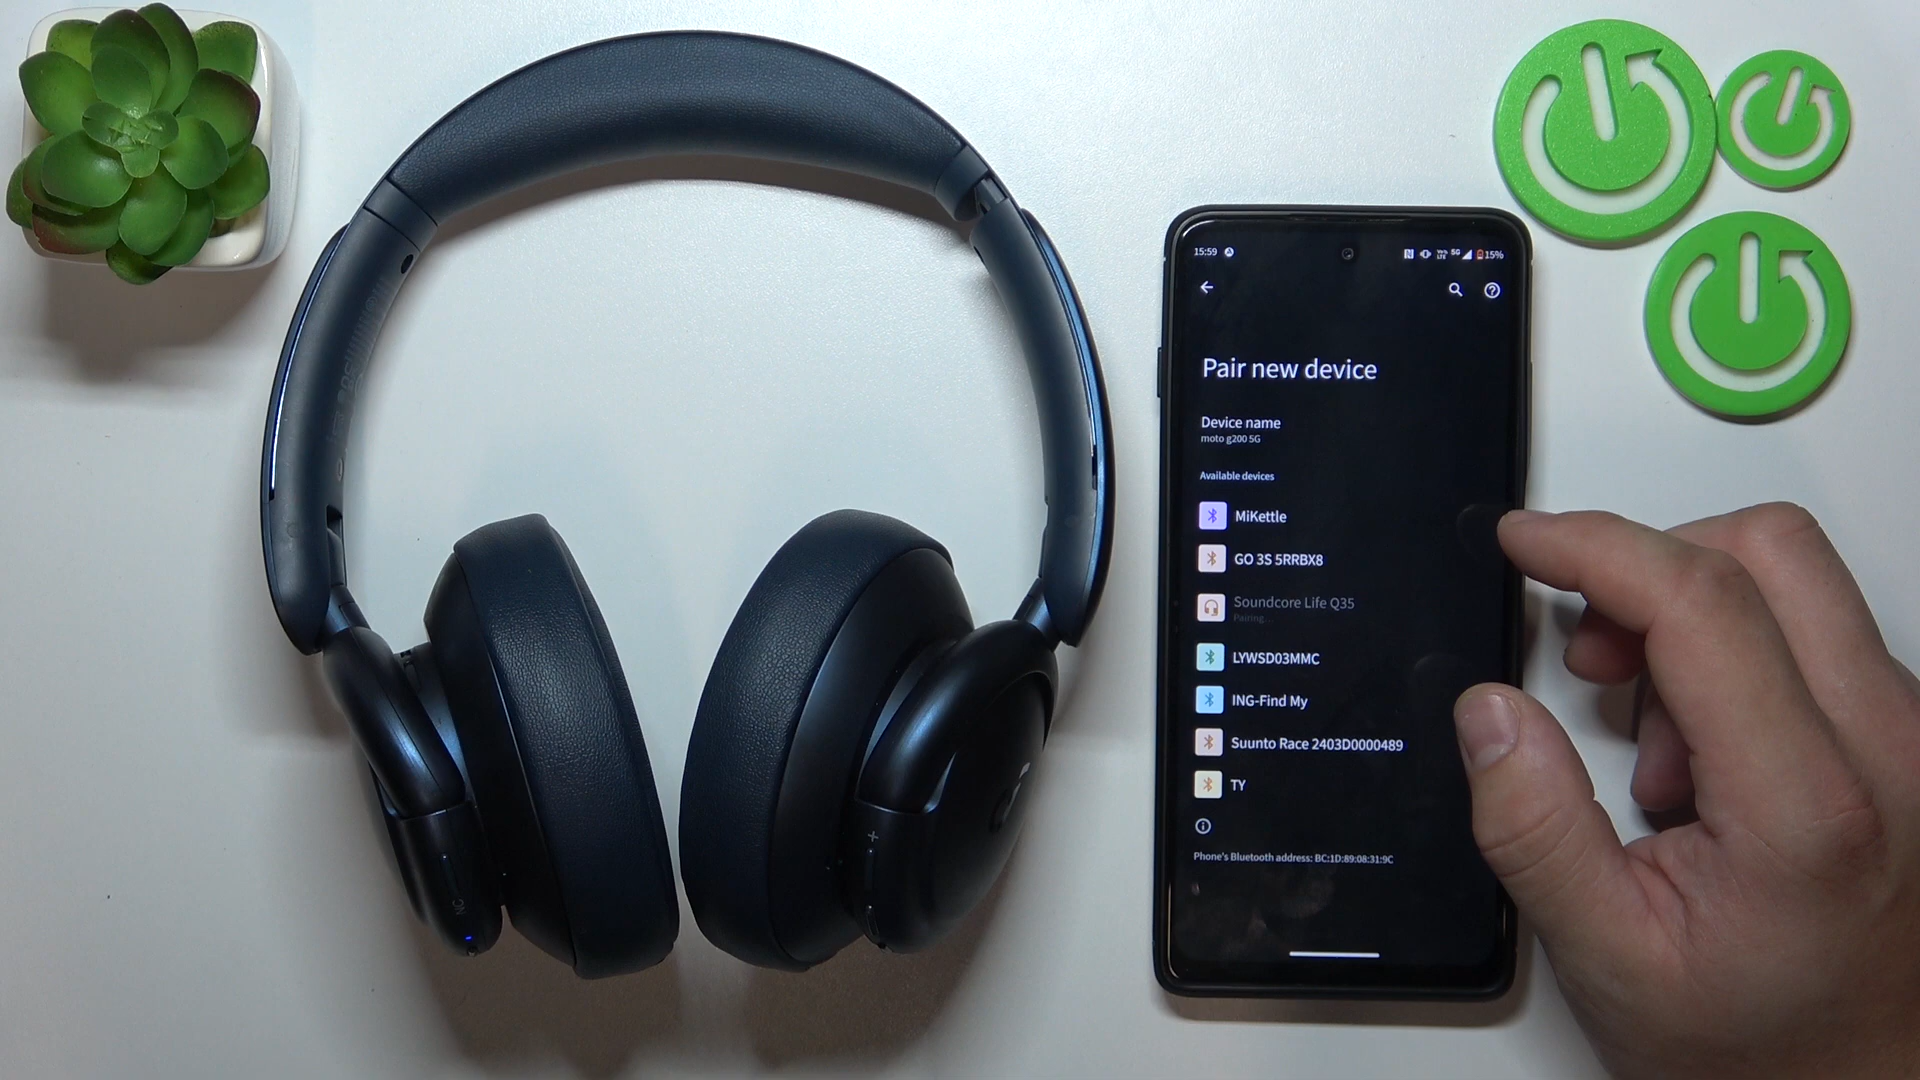 15:59
5G
15%
Pair new device
Device name
moto g200 5G
Available devices
MiKettle
GO 3S 5RRBX8
Soundcore Life Q35
Pairing...
LYWSD03MMC
ING-Find My
Suunto Race 2403D0000489
TY
Phone's Bluetooth address: BC:1D:89:08:31:9C
NC
+